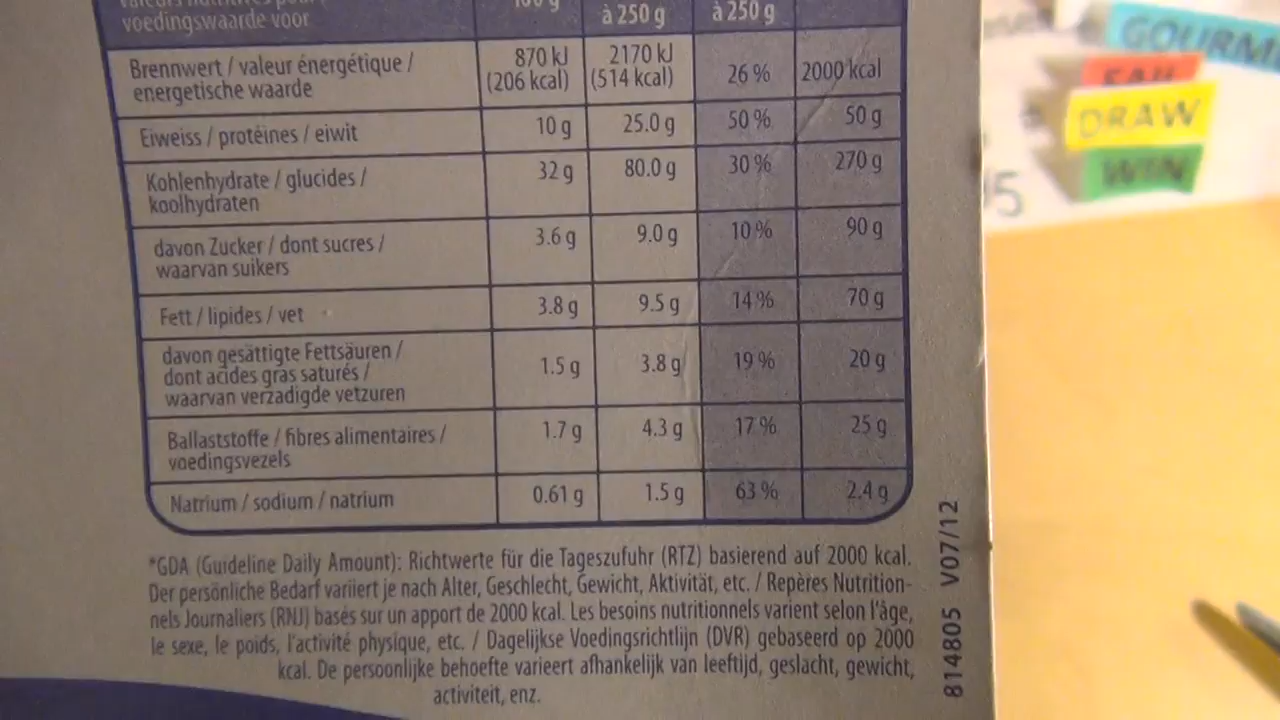 voedingswaarde voor
100 g
à 250 g
à 250 g
Brennwert / valeur énergétique /
energetische waarde
870 kJ
(206 kcal)
2170 kJ
(514 kcal)
26 %
2000 kcal
Eiweiss / protéines / eiwit
10 g
25.0 g
50 %
50 g
Kohlenhydrate / glucides /
koolhydraten
32 g
80.0 g
30 %
270 g
davon Zucker / dont sucres /
waarvan suikers
3.6 g
9.0 g
10 %
90 g
Fett / lipides / vet
3.8 g
9.5 g
14 %
70 g
davon gesättigte Fettsäuren /
dont acides gras saturés /
waarvan verzadigde vetzuren
1.5 g
3.8 g
19 %
20 g
Ballaststoffe / fibres alimentaires /
voedingsvezels
1.7 g
4.3 g
17 %
25 g
Natrium / sodium / natrium
0.61 g
1.5 g
63 %
2.4 g
*GDA (Guideline Daily Amount): Richtwerte für die Tageszufuhr (RTZ) basierend auf 2000 kcal.
Der persönliche Bedarf variiert je nach Alter, Geschlecht, Gewicht, Aktivität, etc. / Repères Nutrition-
nels Journaliers (RNJ) basés sur un apport de 2000 kcal. Les besoins nutritionnels varient selon l'âge,
le sexe, le poids, l'activité physique, etc. / Dagelijkse Voedingsrichtlijn (DVR) gebaseerd op 2000
kcal. De persoonlijke behoefte varieert afhankelijk van leeftijd, geslacht, gewicht,
activiteit, enz.
814805 V07/12
DRAW
WIN